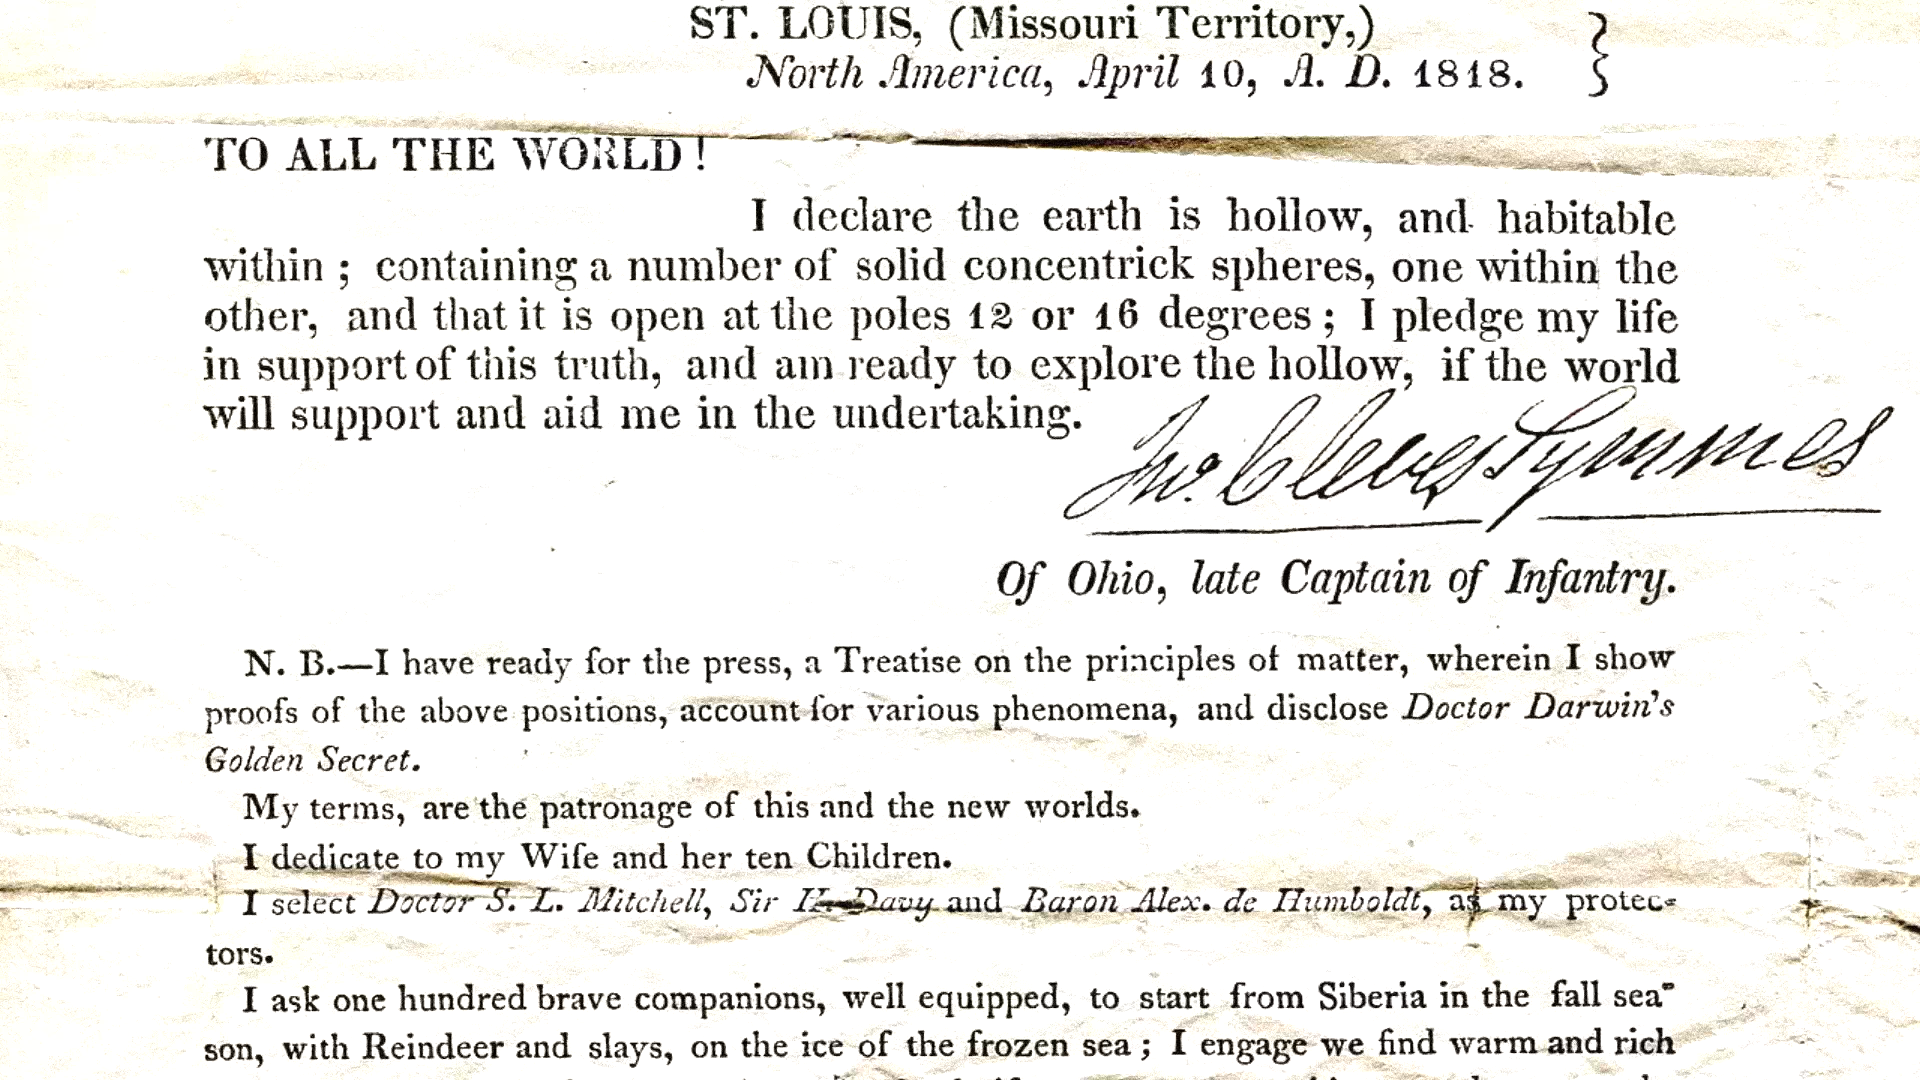 ST. LOUIS, (Missouri Territory,)
North America, April 10, A. D. 1818.
TO ALL THE WORLD!
I declare the earth is hollow, and habitable
within; containing a number of solid concentrick spheres, one within the
other, and that it is open at the poles 12 or 16 degrees; I pledge my life
in support of this truth, and am ready to explore the hollow, if the world
will support and aid me in the undertaking.
Jno. Cleves Symmes
Of Ohio, late Captain of Infantry.
N. B.—I have ready for the press, a Treatise on the principles of matter, wherein I show
proofs of the above positions, account for various phenomena, and disclose Doctor Darwin's
Golden Secret.
My terms, are the patronage of this and the new worlds.
I dedicate to my Wife and her ten Children.
I select Doctor S. L. Mitchell, Sir H. Davy and Baron Alex. de Humboldt, as my protec-
tors.
I ask one hundred brave companions, well equipped, to start from Siberia in the fall sea-
son, with Reindeer and slays, on the ice of the frozen sea; I engage we find warm and rich